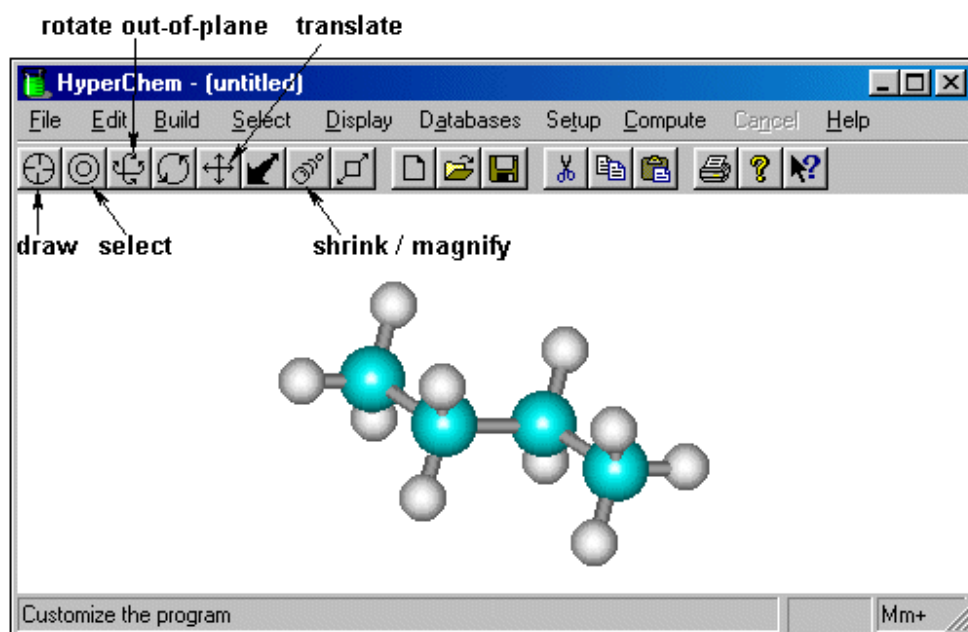 rotate out-of-plane translate
HyperChem - (untitled)
File Edit Build Select Display Databases Setup Compute Cancel Help
draw select shrink / magnify
Customize the program Mm+